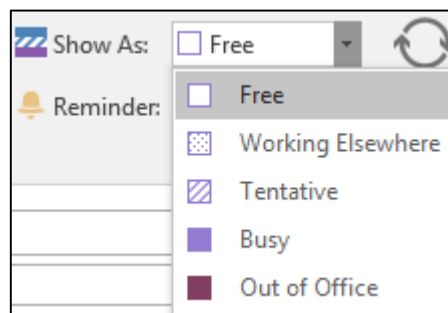 Show As: Free
Reminder: Free
Working Elsewhere
Tentative
Busy
Out of Office